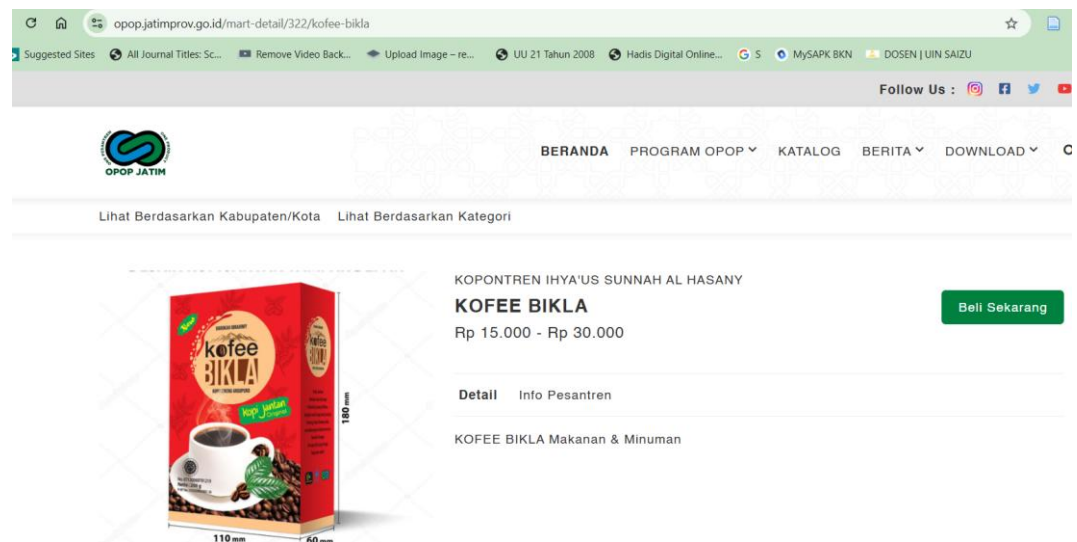 opop.jatimprov.go.id/mart-detail/322/kofee-bikla
Suggested Sites All Journal Titles: Sc... Remove Video Back... Upload Image – re... UU 21 Tahun 2008 Hadis Digital Online... S MySAPK BKN DOSEN | UIN SAIZU
Follow Us :
OPOP JATIM
BERANDA PROGRAM OPOP KATALOG BERITA DOWNLOAD
Lihat Berdasarkan Kabupaten/Kota Lihat Berdasarkan Kategori
KOPONTREN IHYA'US SUNNAH AL HASANY
KOFEE BIKLA
Rp 15.000 - Rp 30.000
Beli Sekarang
Detail Info Pesantren
KOFEE BIKLA Makanan & Minuman
kofee
BIKLA
kopi jantan
Original
180 mm
110 mm
60 mm